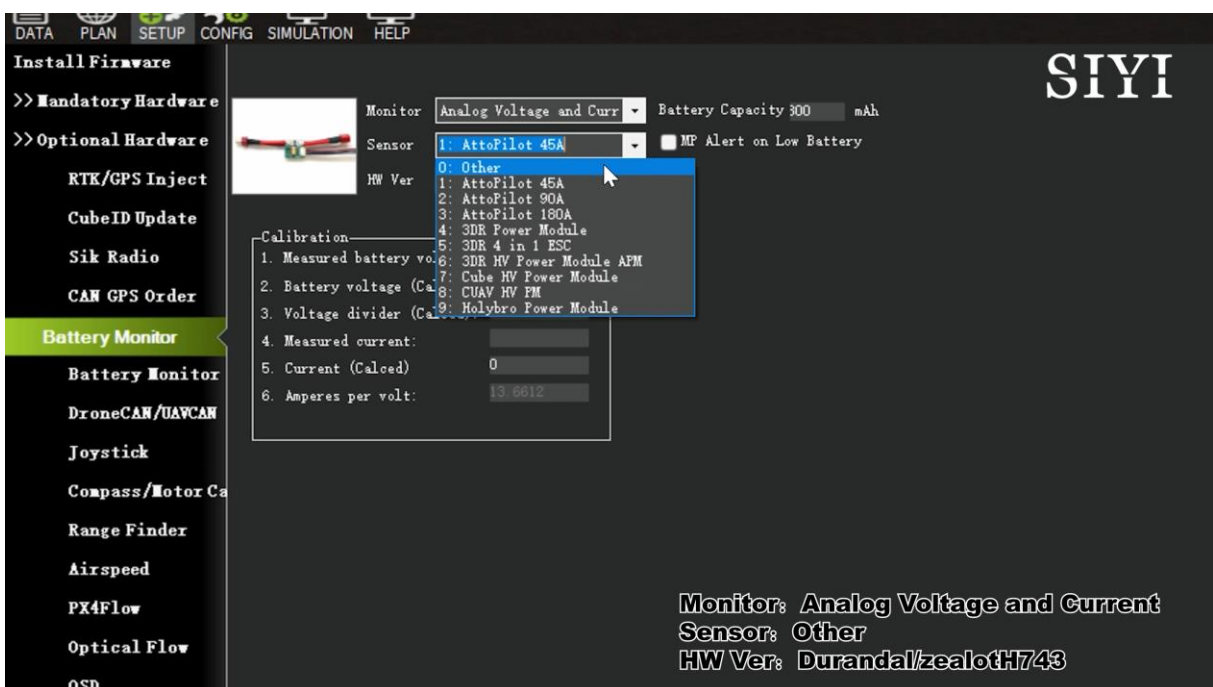 DATA PLAN SETUP CONFIG SIMULATION HELP
Install Firmware
SIYI
>> Mandatory Hardware
Monitor Analog Voltage and Curr Battery Capacity 300 mAh
>> Optional Hardware
Sensor 1: AttoPilot 45A MP Alert on Low Battery
0: Other
RTK/GPS Inject
HW Ver
1: AttoPilot 45A
2: AttoPilot 90A
3: AttoPilot 180A
CubeID Update
4: 3DR Power Module
Calibration
5: 3DR 4 in 1 ESC
Sik Radio
1. Measured battery vo
6: 3DR HV Power Module APM
7: Cube HV Power Module
2. Battery voltage (Ca
8: CUAV HV PM
CAN GPS Order
9: Holybro Power Module
3. Voltage divider (Ca
Battery Monitor
4. Measured current:
5. Current (Calced) 0
Battery Monitor
6. Amperes per volt: 13.6612
DroneCAN/UAVCAN
Joystick
Compass/Motor Ca
Range Finder
Airspeed
PX4Flow
Monitor: Analog Voltage and Current
Sensor: Other
Optical Flow
HW Ver: Durandal/zealotH743
OSD